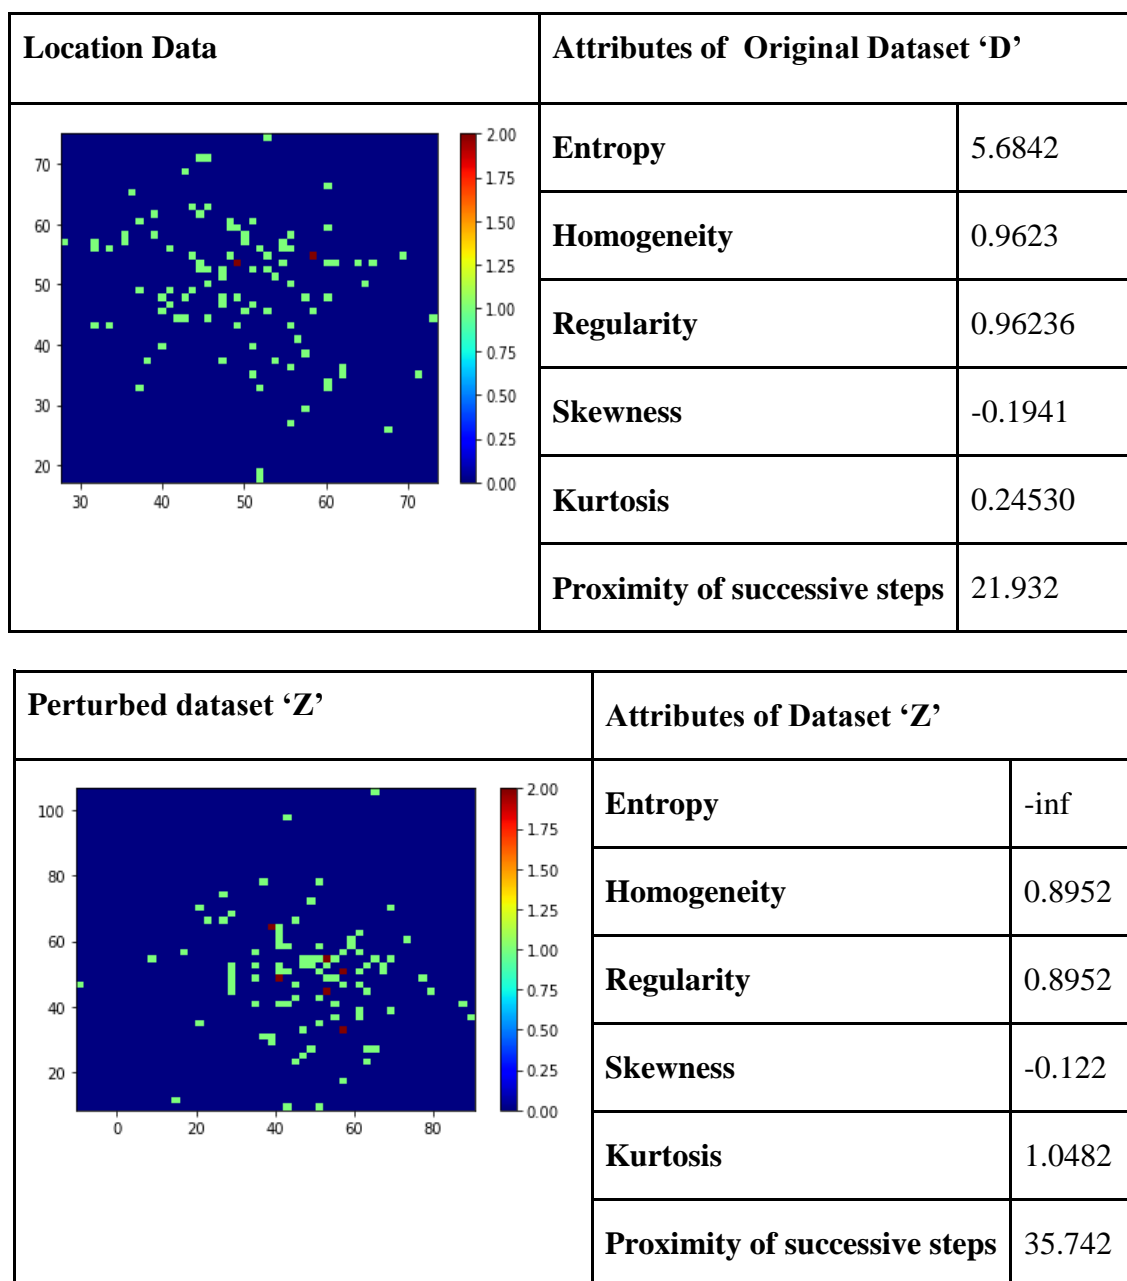 Location Data
Attributes of  Original Dataset ‘D’
70
60
50
40
30
20
30 40 50 60 70
2.00
1.75
1.50
1.25
1.00
0.75
0.50
0.25
0.00
Entropy 5.6842
Homogeneity 0.9623
Regularity 0.96236
Skewness -0.1941
Kurtosis 0.24530
Proximity of successive steps 21.932
Perturbed dataset ‘Z’
Attributes of Dataset ‘Z’
100
80
60
40
20
0 20 40 60 80
2.00
1.75
1.50
1.25
1.00
0.75
0.50
0.25
0.00
Entropy -inf
Homogeneity 0.8952
Regularity 0.8952
Skewness -0.122
Kurtosis 1.0482
Proximity of successive steps 35.742